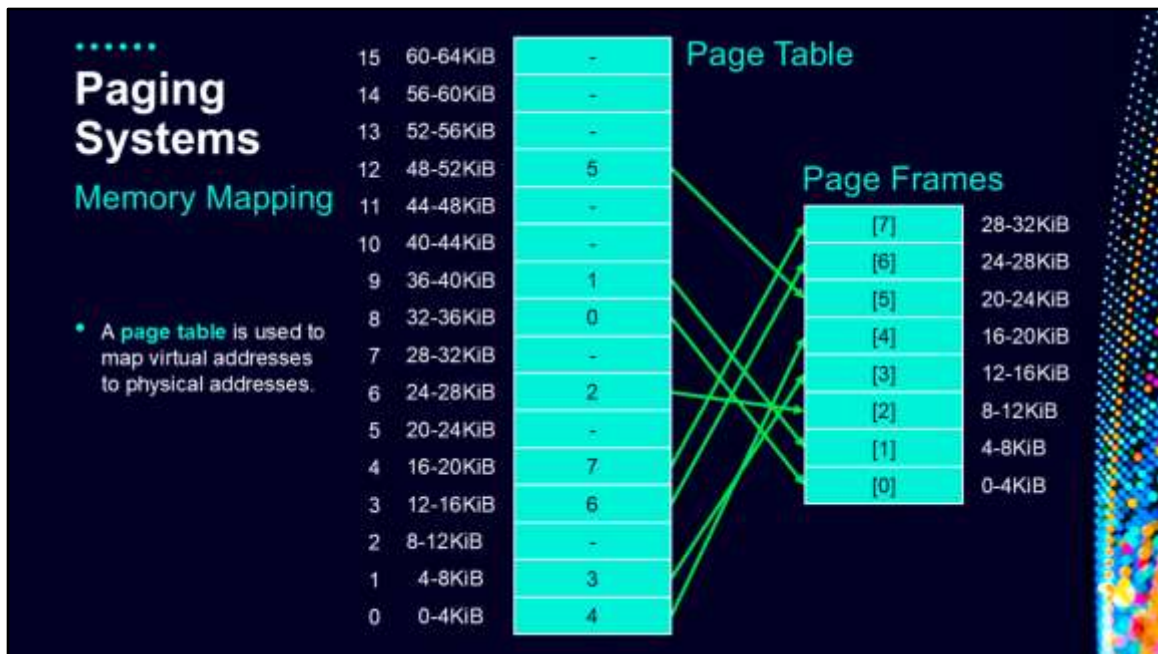 Paging
Systems
Memory Mapping
• A page table is used to
map virtual addresses
to physical addresses.
Page Table
15 60-64KiB -
14 56-60KiB -
13 52-56KiB -
12 48-52KiB 5
11 44-48KiB -
10 40-44KiB -
9 36-40KiB 1
8 32-36KiB 0
7 28-32KiB -
6 24-28KiB 2
5 20-24KiB -
4 16-20KiB 7
3 12-16KiB 6
2 8-12KiB -
1 4-8KiB 3
0 0-4KiB 4
Page Frames
[7] 28-32KiB
[6] 24-28KiB
[5] 20-24KiB
[4] 16-20KiB
[3] 12-16KiB
[2] 8-12KiB
[1] 4-8KiB
[0] 0-4KiB